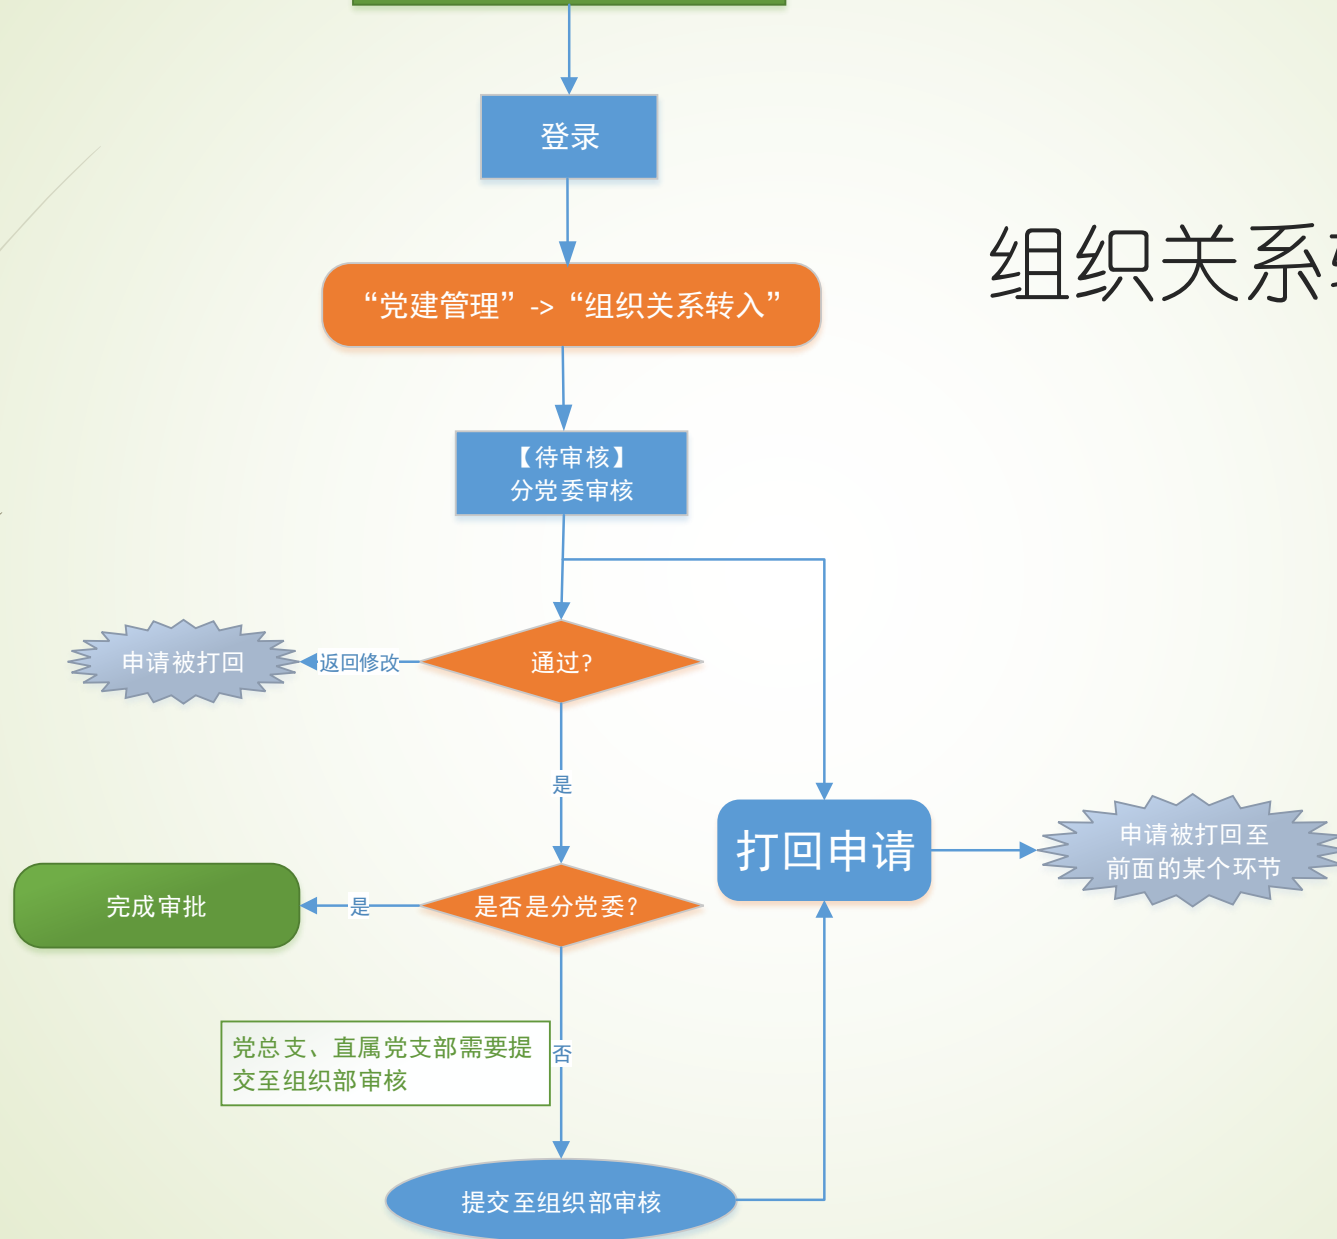 登录
组织关系
“党建管理” -> “组织关系转入”
【待审核】
分党委审核
申请被打回
返回修改
通过?
是
打回申请
申请被打回至
前面的某个环节
完成审批
是
是否是分党委?
党总支、直属党支部需要提
交至组织部审核
否
提交至组织部审核